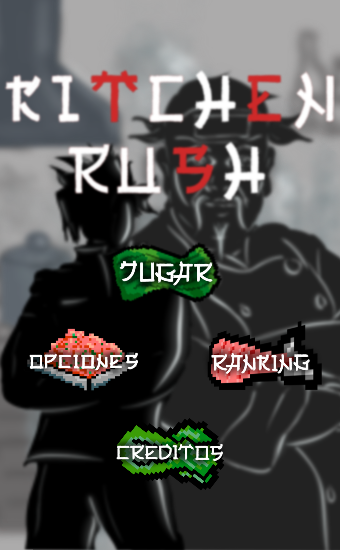 KITCHEN
RUSH
JUGAR
OPCIONES
RANKING
CREDITOS